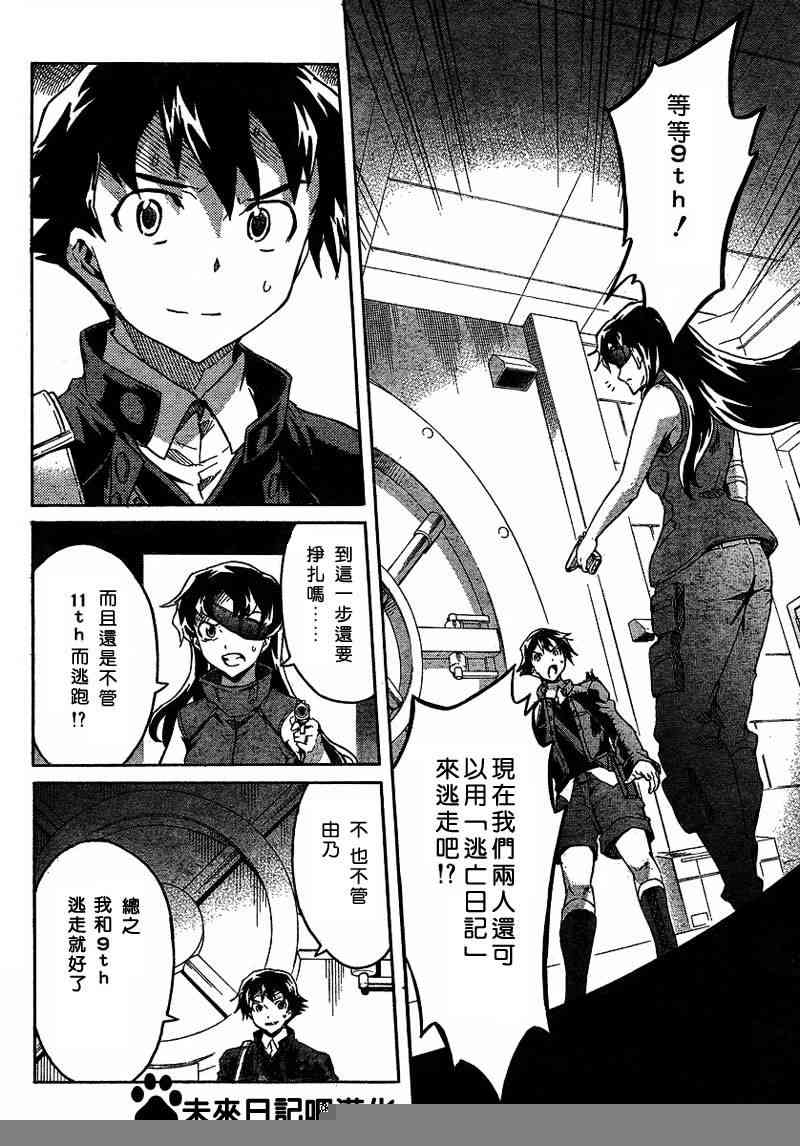 等等9th！
現在我們兩人還可
以用「逃亡日記」
來逃走吧!?
到這一步還要
掙扎嗎……
而且還是不管
11th而逃跑!?
不 也不管
由乃
總之
我和9th
逃走就好了
未來日記吧漢化